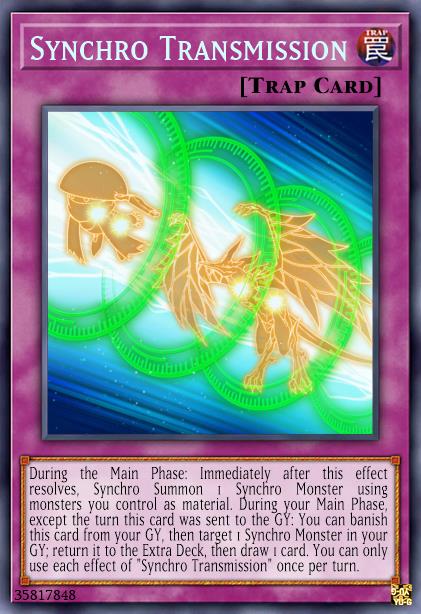 Synchro Transmission
TRAP
罠
[Trap Card]
During the Main Phase: Immediately after this effect
resolves, Synchro Summon 1 Synchro Monster using
monsters you control as material. During your Main Phase,
except the turn this card was sent to the GY: You can banish
this card from your GY, then target 1 Synchro Monster in your
GY; return it to the Extra Deck, then draw 1 card. You can only
use each effect of "Synchro Transmission" once per turn.
35817848